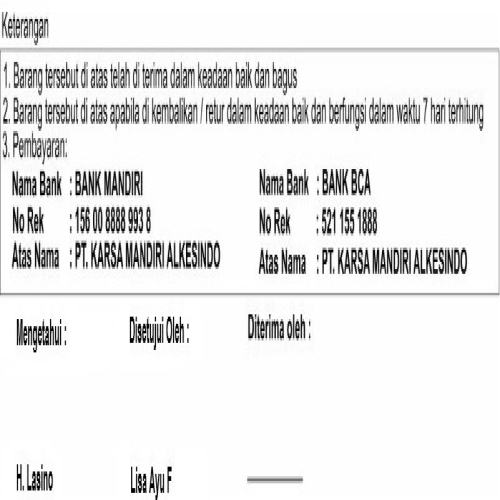 Keterangan
1. Barang tersebut di atas telah di terima dalam keadaan baik dan bagus
2. Barang tersebut di atas apabila di kembalikan / retur dalam keadaan baik dan berfungsi dalam waktu 7 hari terhitung
3. Pembayaran:
Nama Bank : BANK MANDIRI Nama Bank : BANK BCA
No Rek : 156 00 8888 993 8 No Rek : 521 155 1888
Atas Nama : PT. KARSA MANDIRI ALKESINDO Atas Nama : PT. KARSA MANDIRI ALKESINDO
Mengetahui : Disetujui Oleh : Diterima oleh :
H. Lasino Lisa Ayu F